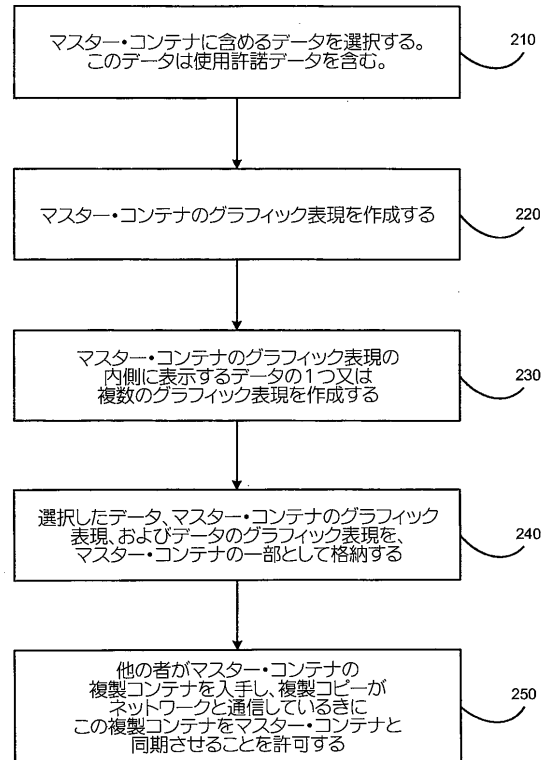 マスター・コンテナに含めるデータを選択する。
このデータは使用許諾データを含む。
210
マスター・コンテナのグラフィック表現を作成する
220
マスター・コンテナのグラフィック表現の
内側に表示するデータの1つ又は
複数のグラフィック表現を作成する
230
選択したデータ、マスター・コンテナのグラフィック
表現、およびデータのグラフィック表現を、
マスター・コンテナの一部として格納する
240
他の者がマスター・コンテナの
複製コンテナを入手し、複製コピーが
ネットワークと通信しているきに
この複製コンテナをマスター・コンテナと
同期させることを許可する
250